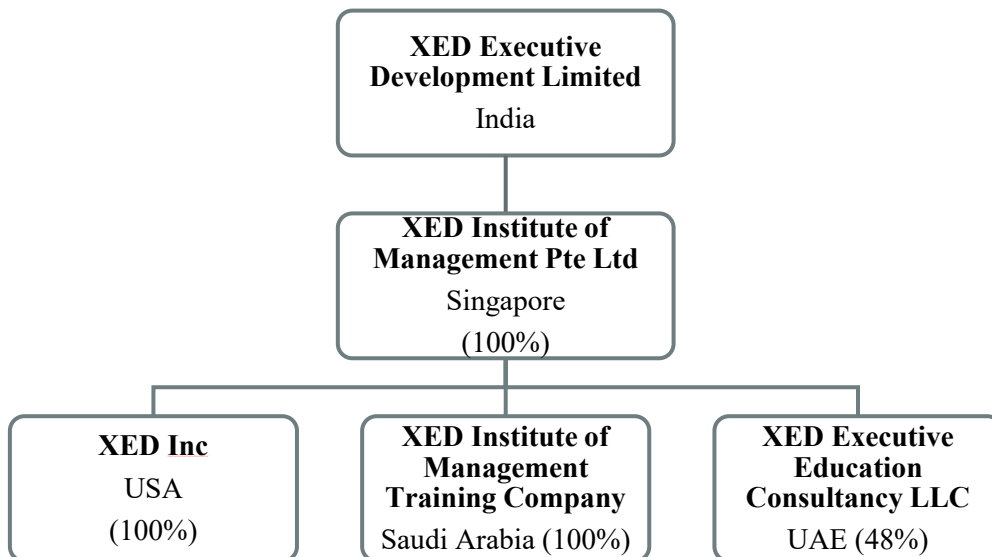 XED Executive
Development Limited
India
XED Institute of
Management Pte Ltd
Singapore
(100%)
XED Inc
USA
(100%)
XED Institute of
Management
Training Company
Saudi Arabia (100%)
XED Executive
Education
Consultancy LLC
UAE (48%)